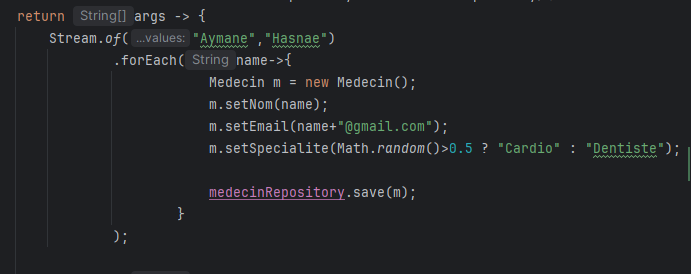 return String[] args -> {
Stream.of( ...values: "Aymane","Hasnae")
.forEach( String name->{
Medecin m = new Medecin();
m.setNom(name);
m.setEmail(name+"@gmail.com");
m.setSpecialite(Math.random()>0.5 ? "Cardio" : "Dentiste");
medecinRepository.save(m);
}
);